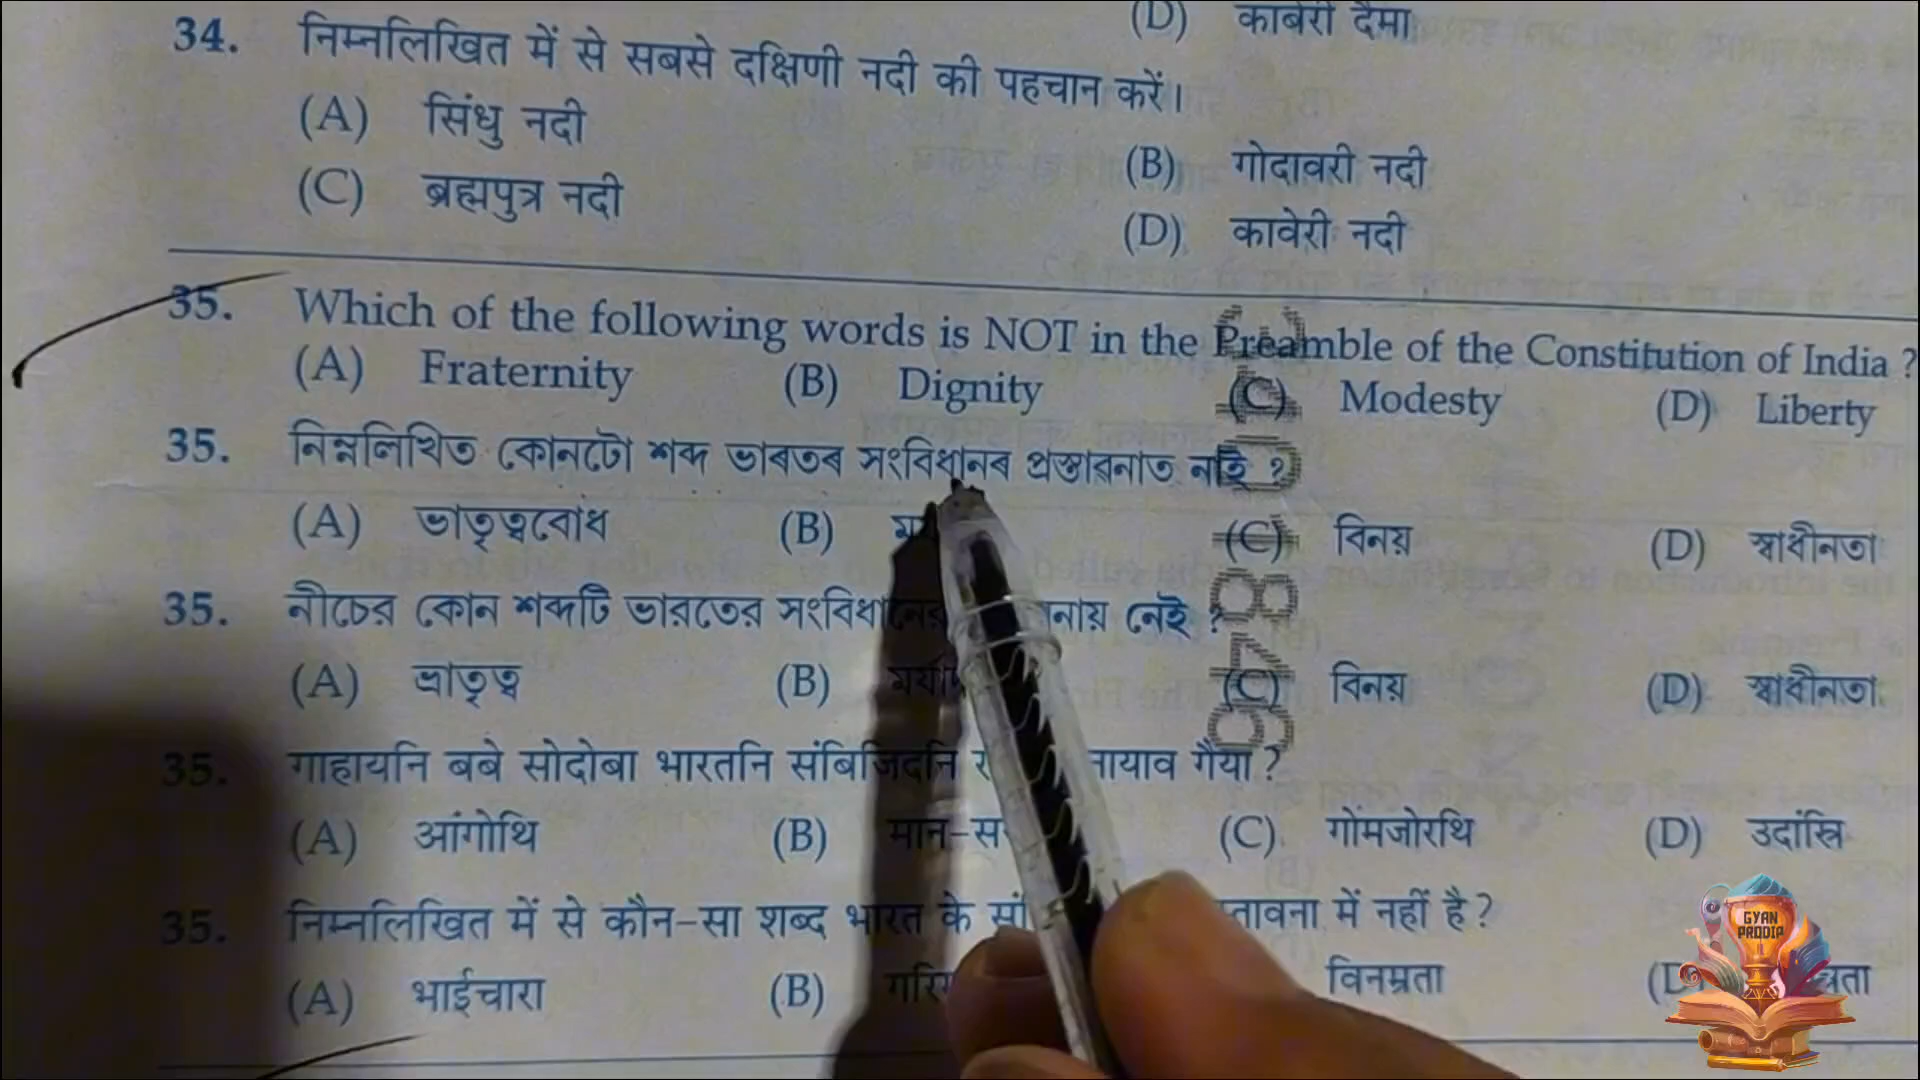 (D) काबेरी दैमा
34. निम्नलिखित में से सबसे दक्षिणी नदी की पहचान करें।
(A) सिंधु नदी
(B) गोदावरी नदी
(C) ब्रह्मपुत्र नदी
(D) कावेरी नदी
35. Which of the following words is NOT in the Preamble of the Constitution of India ?
(A) Fraternity (B) Dignity (C) Modesty (D) Liberty
35. নিম্নলিখিত কোনটো শব্দ ভাৰতৰ সংবিধানৰ প্ৰস্তাৱনাত নাই ?
(A) ভাতৃত্ববোধ (B) (C) বিনয় (D) স্বাধীনতা
35. নীচের কোন শব্দটি ভারতের সংবিধানের নায় নেই ?
(A) ভ্রাতৃত্ব (B) (C) বিনয় (D) স্বাধীনতা
35. गाहायनि बबे सोदोबा भारतनि संबिजिदनि नायाव गैया ?
(A) आंगोथि (B) मान-स (C) गोंमजोरथि (D) उदांस्रि
35. निम्नलिखित में से कौन-सा शब्द भारत के सं तावना में नहीं है ?
(A) भाईचारा (B) विनम्रता (D
GYAN
PRODIP